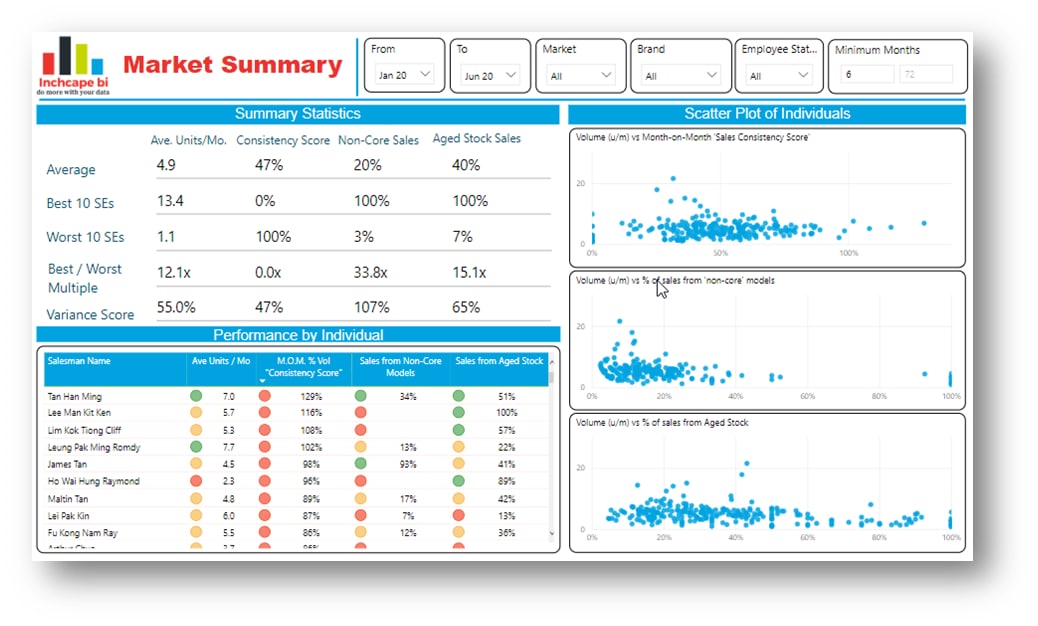 Inchcape bi
do more with your data
Market Summary
From
Jan 20
To
Jun 20
Market
All
Brand
All
Employee Stat...
All
Minimum Months
6
72
Summary Statistics
Ave. Units/Mo. Consistency Score Non-Core Sales Aged Stock Sales
Average 4.9 47% 20% 40%
Best 10 SEs 13.4 0% 100% 100%
Worst 10 SEs 1.1 100% 3% 7%
Best / Worst Multiple 12.1x 0.0x 33.8x 15.1x
Variance Score 55.0% 47% 107% 65%
Performance by Individual
Salesman Name Ave Units / Mo M.O.M. % Vol "Consistency Score" Sales from Non-Core Models Sales from Aged Stock
Tan Han Ming 7.0 129% 34% 51%
Lee Man Kit Ken 5.7 116% 100%
Lim Kok Tiong Cliff 5.3 108% 57%
Leung Pak Ming Romdy 7.7 102% 13% 22%
James Tan 4.5 98% 93% 41%
Ho Wai Hung Raymond 2.3 96% 89%
Maltin Tan 4.8 89% 17% 42%
Lei Pak Kin 6.0 87% 7% 13%
Fu Kong Nam Ray 5.5 86% 12% 36%
Scatter Plot of Individuals
Volume (u/m) vs Month-on-Month 'Sales Consistency Score'
20
0
0% 50% 100%
Volume (u/m) vs % of sales from 'non-core' models
20
0
0% 20% 40% 60% 80% 100%
Volume (u/m) vs % of sales from Aged Stock
20
0
0% 20% 40% 60% 80% 100%